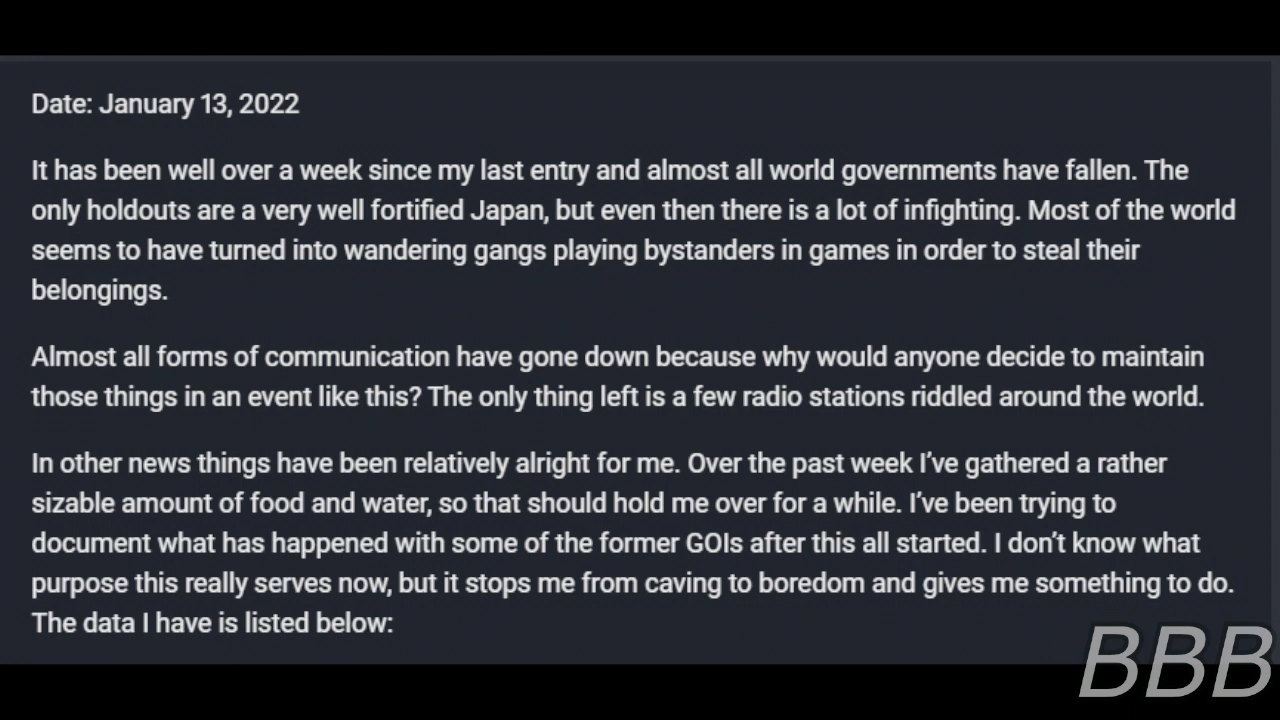 Date: January 13, 2022
It has been well over a week since my last entry and almost all world governments have fallen. The
only holdouts are a very well fortified Japan, but even then there is a lot of infighting. Most of the world
seems to have turned into wandering gangs playing bystanders in games in order to steal their
belongings.
Almost all forms of communication have gone down because why would anyone decide to maintain
those things in an event like this? The only thing left is a few radio stations riddled around the world.
In other news things have been relatively alright for me. Over the past week I’ve gathered a rather
sizable amount of food and water, so that should hold me over for a while. I’ve been trying to
document what has happened with some of the former GOIs after this all started. I don’t know what
purpose this really serves now, but it stops me from caving to boredom and gives me something to do.
The data I have is listed below:
BBB